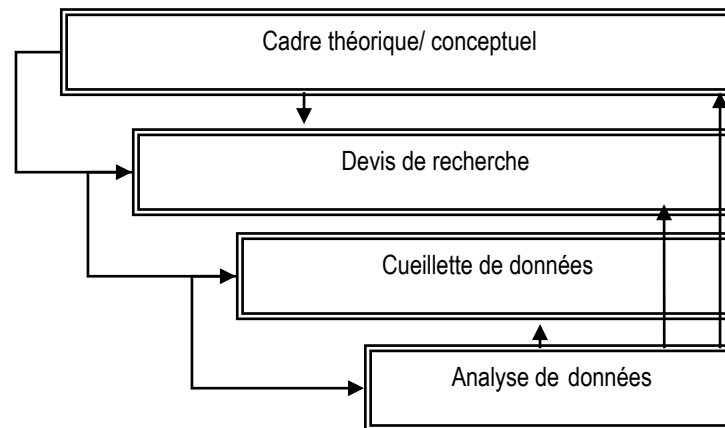 Cadre théorique/ conceptuel
Devis de recherche
Cueillette de données
Analyse de données